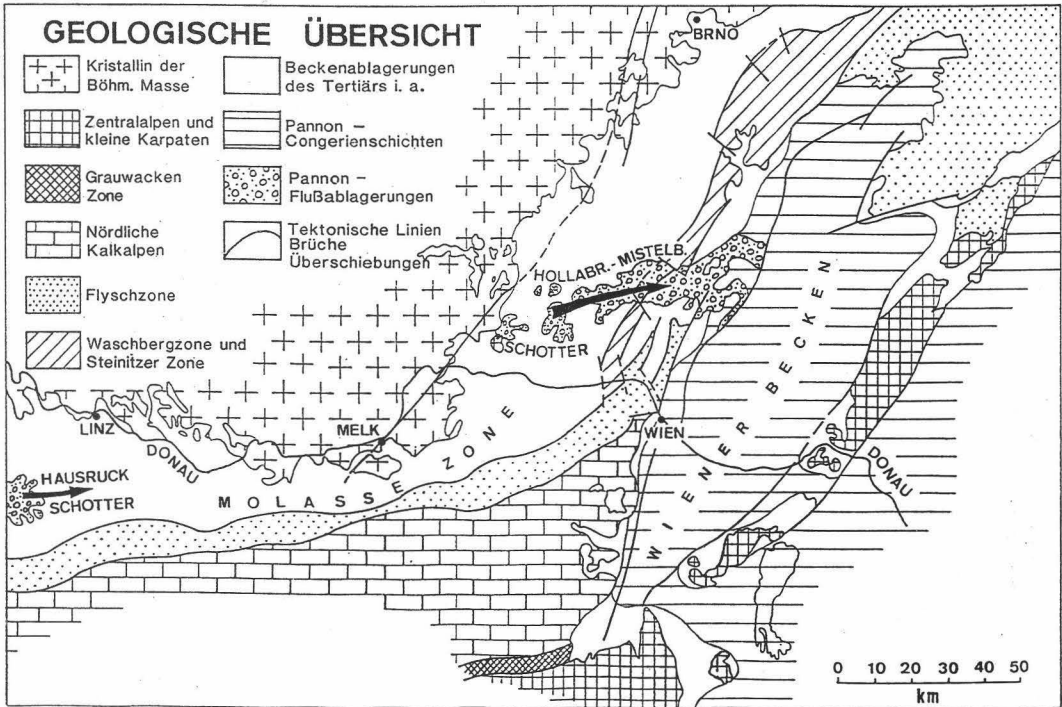 GEOLOGISCHE ÜBERSICHT
Kristallin der
Böhm. Masse
Zentralalpen und
kleine Karpaten
Grauwacken
Zone
Nördliche
Kalkalpen
Flyschzone
Waschbergzone und
Steinitzer Zone
Beckenablagerungen
des Tertiärs i. a.
Pannon –
Congerienschichten
Pannon –
Flußablagerungen
Tektonische Linien
Brüche
Überschiebungen
BRNO
HOLLABR.-MISTELB.
SCHOTTER
LINZ
DONAU
MELK
MOLASSE ZONE
HAUSRUCK
SCHOTTER
WIEN
WIENER BECKEN
DONAU
0 10 20 30 40 50
km